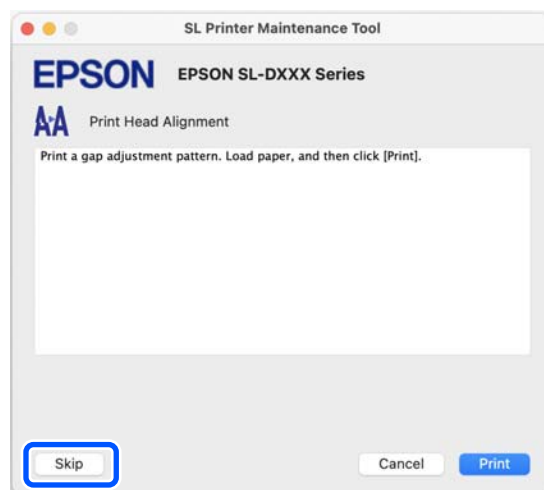 SL Printer Maintenance Tool
EPSON EPSON SL-DXXX Series
A▸A Print Head Alignment
Print a gap adjustment pattern. Load paper, and then click [Print].
Skip Cancel Print